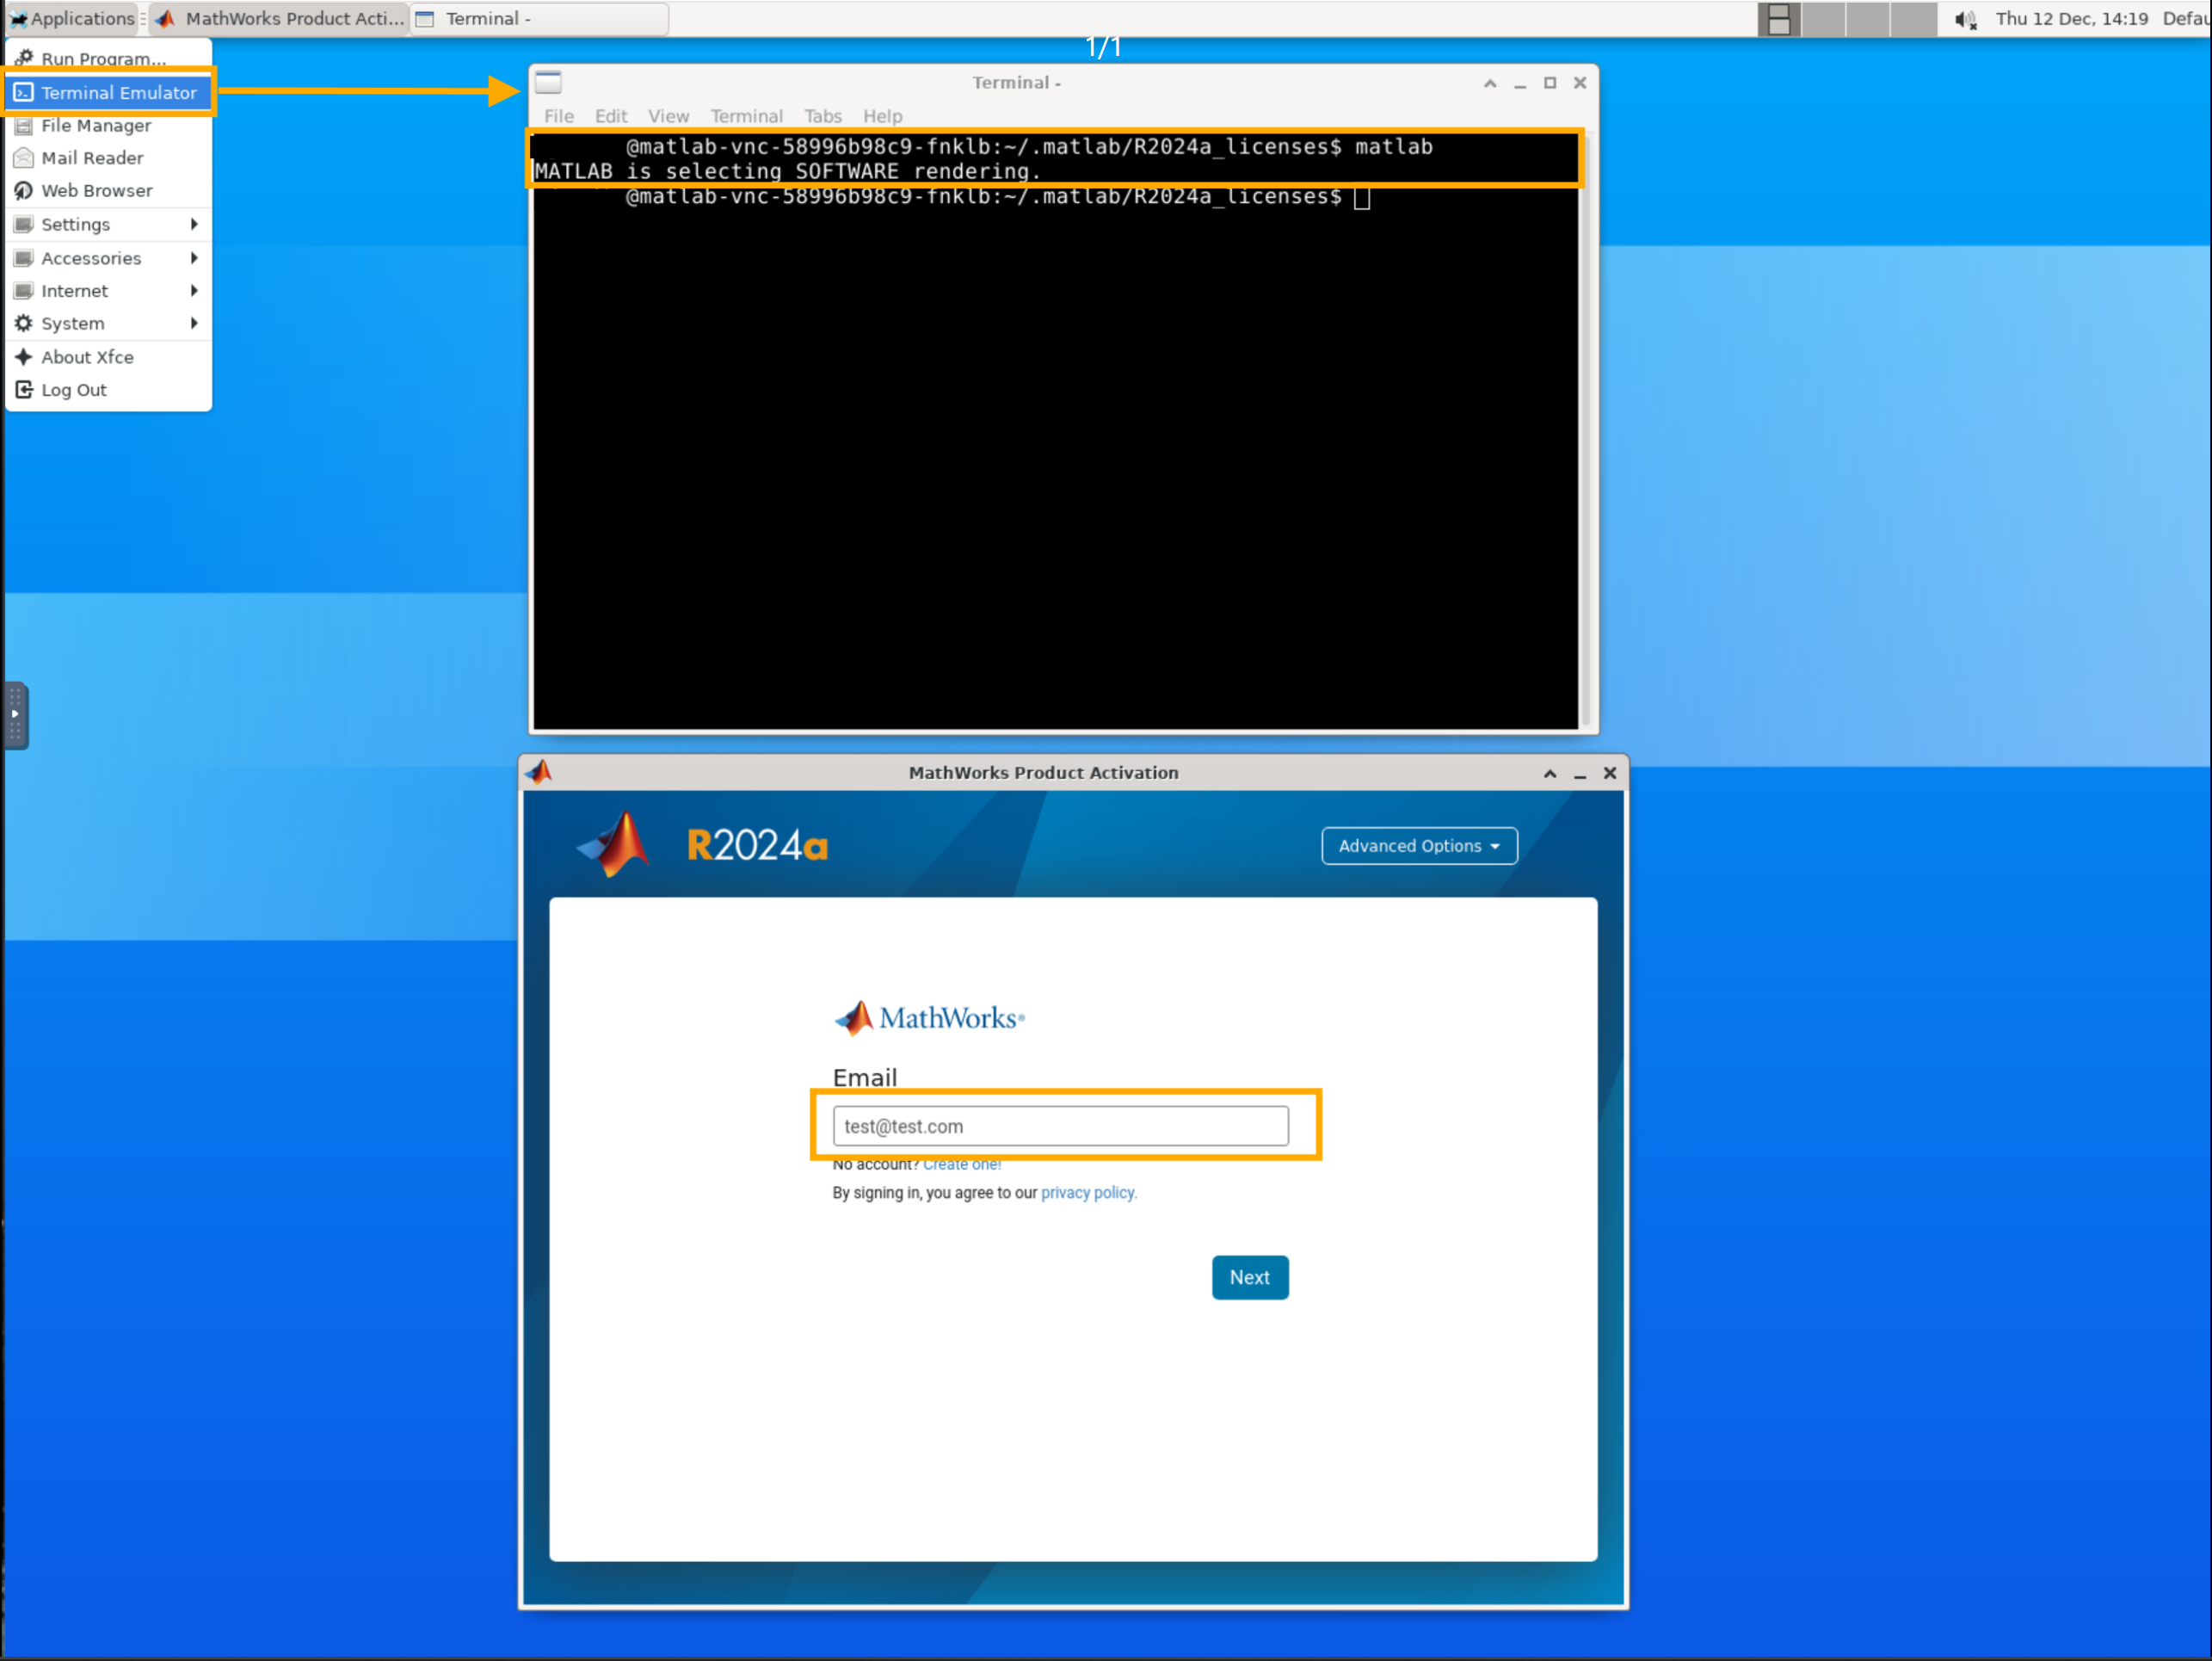 Applications MathWorks Product Acti... Terminal - Thu 12 Dec, 14:19 Defau
1/1
Run Program...
Terminal Emulator
File Manager
Mail Reader
Web Browser
Settings
Accessories
Internet
System
About Xfce
Log Out
Terminal -
File Edit View Terminal Tabs Help
@matlab-vnc-58996b98c9-fnklb:~/.matlab/R2024a_licenses$ matlab
MATLAB is selecting SOFTWARE rendering.
@matlab-vnc-58996b98c9-fnklb:~/.matlab/R2024a_licenses$
MathWorks Product Activation
R2024a
Advanced Options
MathWorks®
Email
test@test.com
No account? Create one!
By signing in, you agree to our privacy policy.
Next